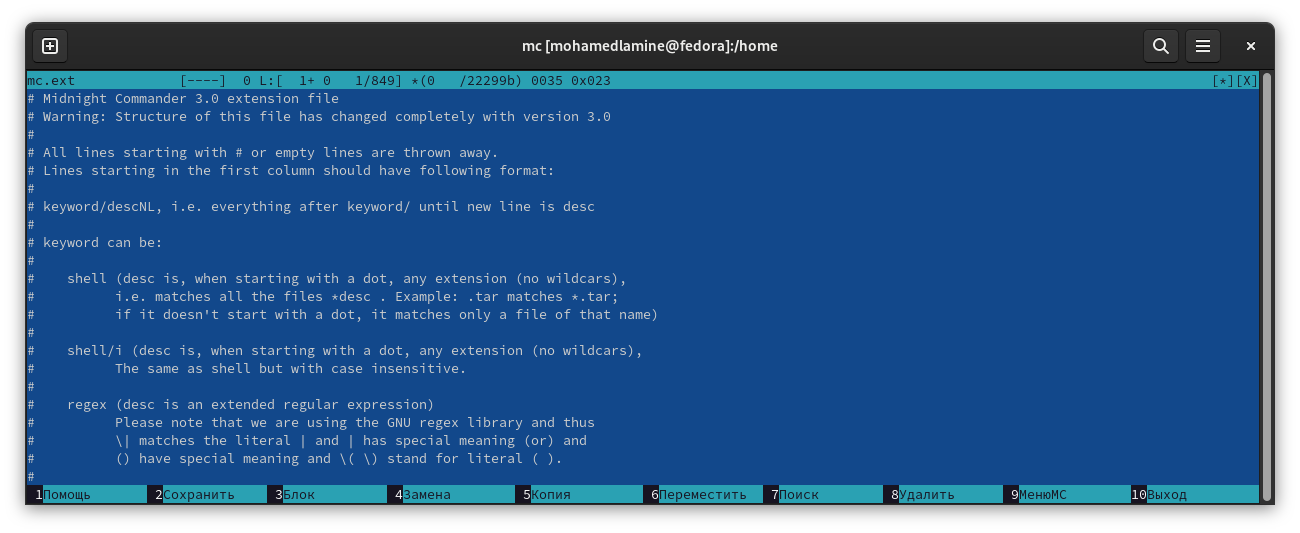 mc [mohamedlamine@fedora]:/home
mc.ext [----] 0 L:[ 1+ 0 1/849] *(0 /22299b) 0035 0x023 [*][X]
# Midnight Commander 3.0 extension file
# Warning: Structure of this file has changed completely with version 3.0
#
# All lines starting with # or empty lines are thrown away.
# Lines starting in the first column should have following format:
#
# keyword/descNL, i.e. everything after keyword/ until new line is desc
#
# keyword can be:
#
# shell (desc is, when starting with a dot, any extension (no wildcars),
# i.e. matches all the files *desc . Example: .tar matches *.tar;
# if it doesn't start with a dot, it matches only a file of that name)
#
# shell/i (desc is, when starting with a dot, any extension (no wildcars),
# The same as shell but with case insensitive.
#
# regex (desc is an extended regular expression)
# Please note that we are using the GNU regex library and thus
# \| matches the literal | and | has special meaning (or) and
# () have special meaning and \( \) stand for literal ( ).
#
1Помощь 2Сохранить 3Блок 4Замена 5Копия 6Переместить 7Поиск 8Удалить 9МенюMC 10Выход